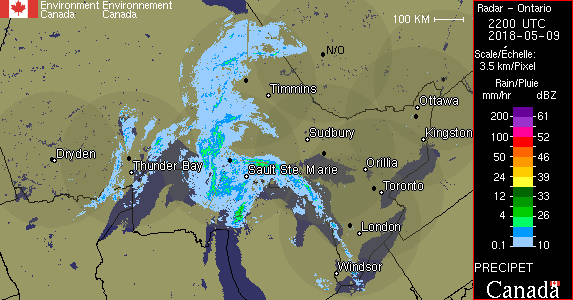 Environment Environnement
Canada Canada
100 KM
N/O
Timmins
Ottawa
Sudbury
Kingston
Dryden
Thunder Bay
Sault Ste. Marie
Orillia
Toronto
London
Windsor
Radar - Ontario
2200 UTC
2018-05-09
Scale/Échelle:
3.5 km/Pixel
Rain/Pluie
mm/hr dBZ
200 61
100 52
50 46
24 39
12 33
4 26
0.1 10
PRECIPET
Canada